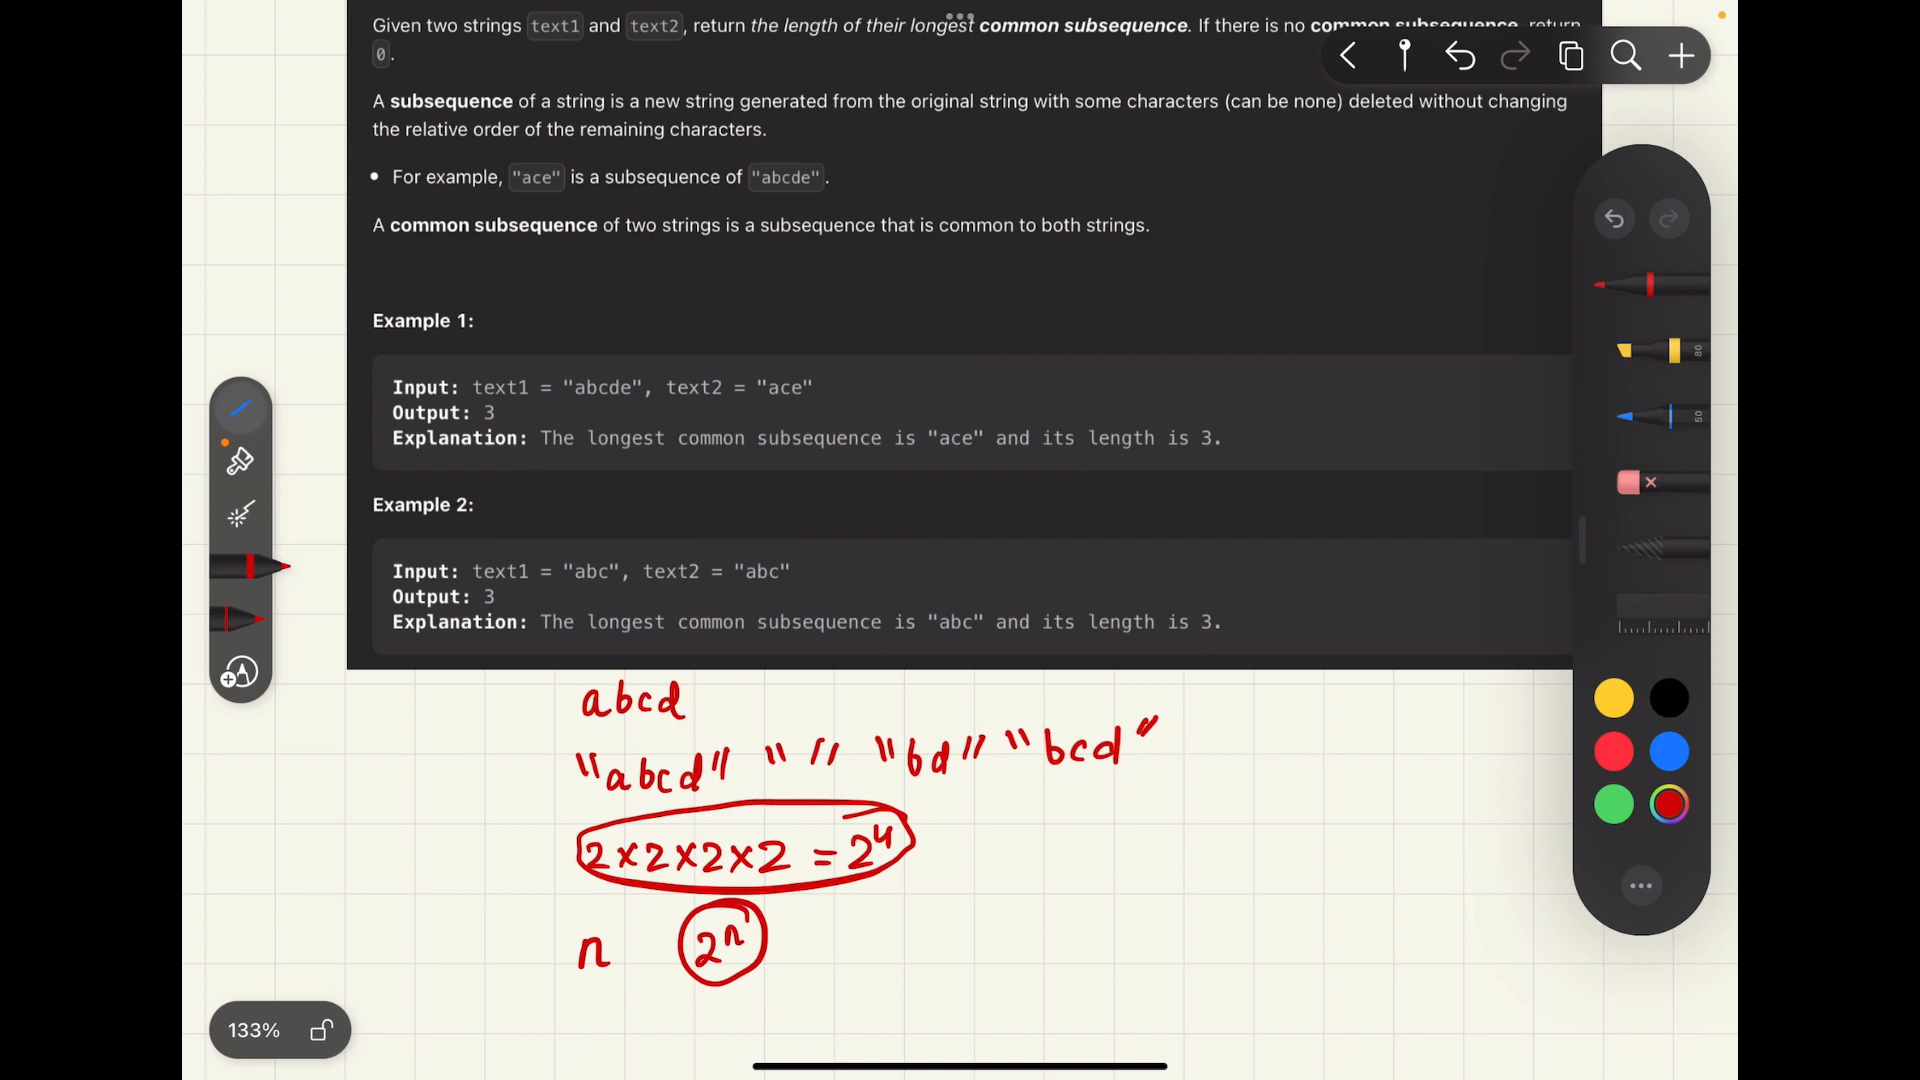 Given two strings text1 and text2, return the length of their longest common subsequence. If there is no common subsequence, return
0.
A subsequence of a string is a new string generated from the original string with some characters (can be none) deleted without changing
the relative order of the remaining characters.
• For example, "ace" is a subsequence of "abcde".
A common subsequence of two strings is a subsequence that is common to both strings.
Example 1:
Input: text1 = "abcde", text2 = "ace"
Output: 3
Explanation: The longest common subsequence is "ace" and its length is 3.
Example 2:
Input: text1 = "abc", text2 = "abc"
Output: 3
Explanation: The longest common subsequence is "abc" and its length is 3.
abcd
"abcd" " " "bd" "bcd"
2×2×2×2 = 2⁴
n 2ⁿ
80
50
133%